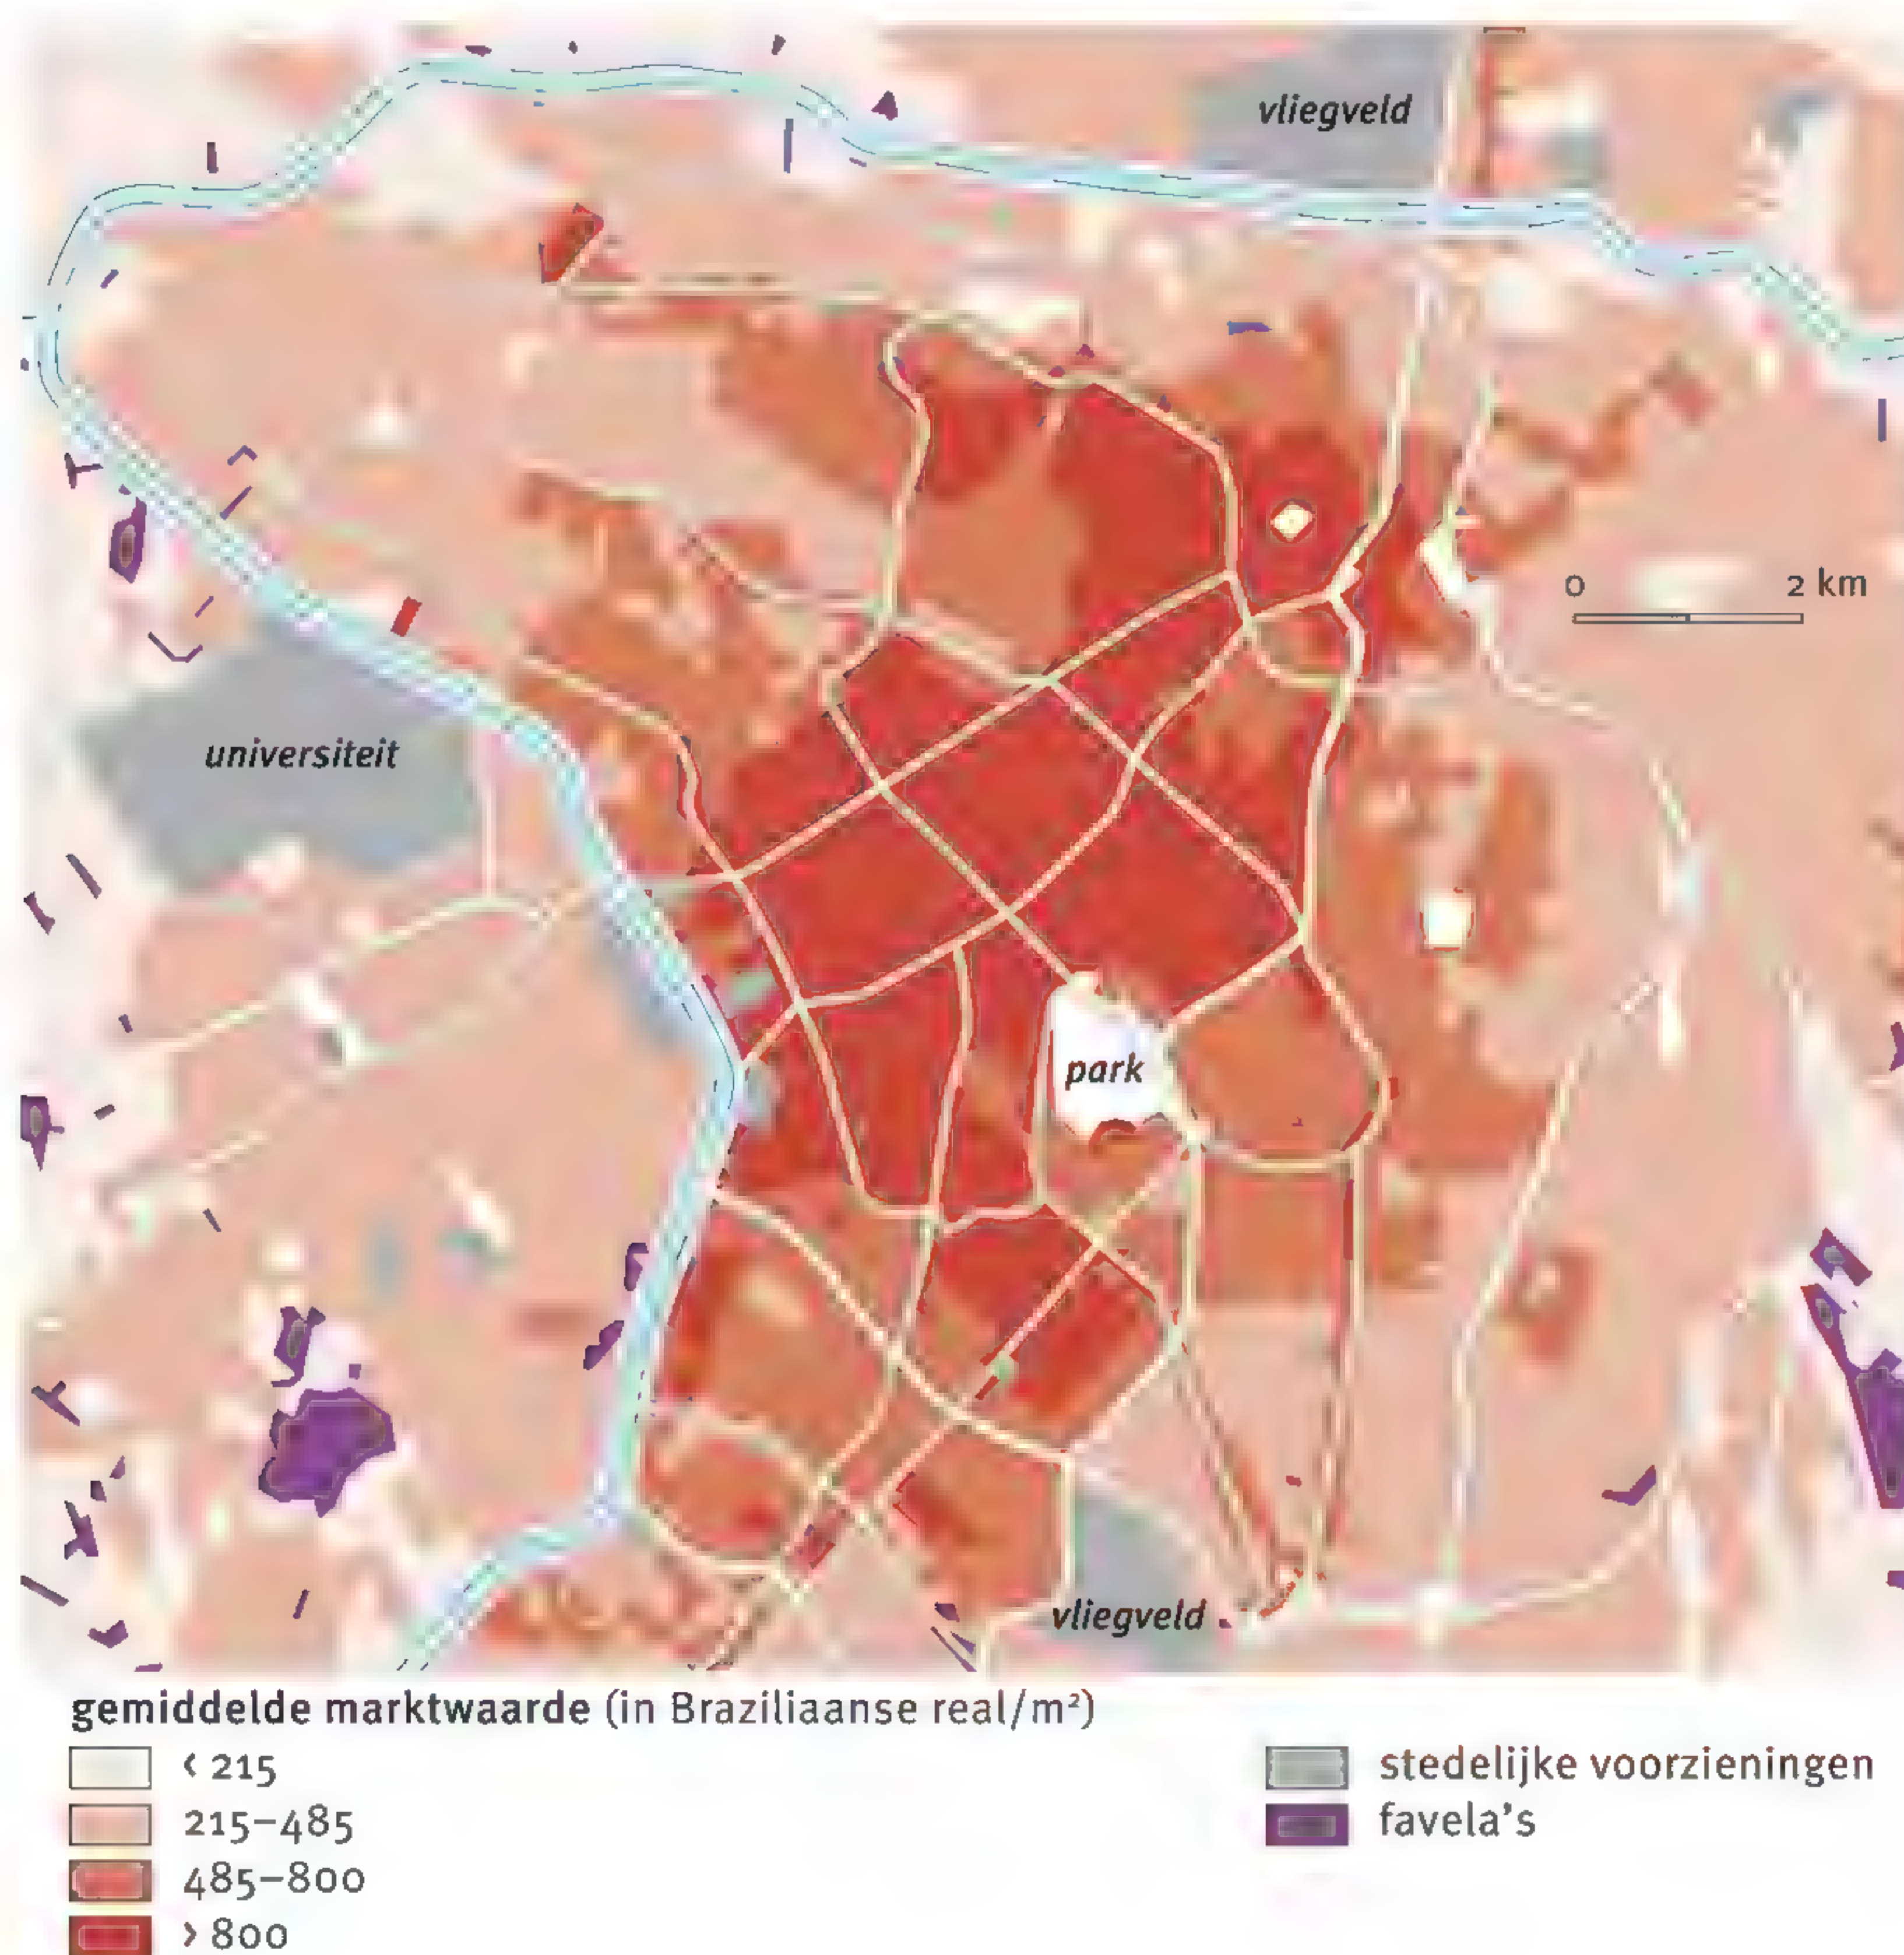 vliegveld
0 2 km
universiteit
park
vliegveld
gemiddelde marktwaarde (in Braziliaanse real/m²)
< 215
215–485
485–800
> 800
stedelijke voorzieningen
favela's